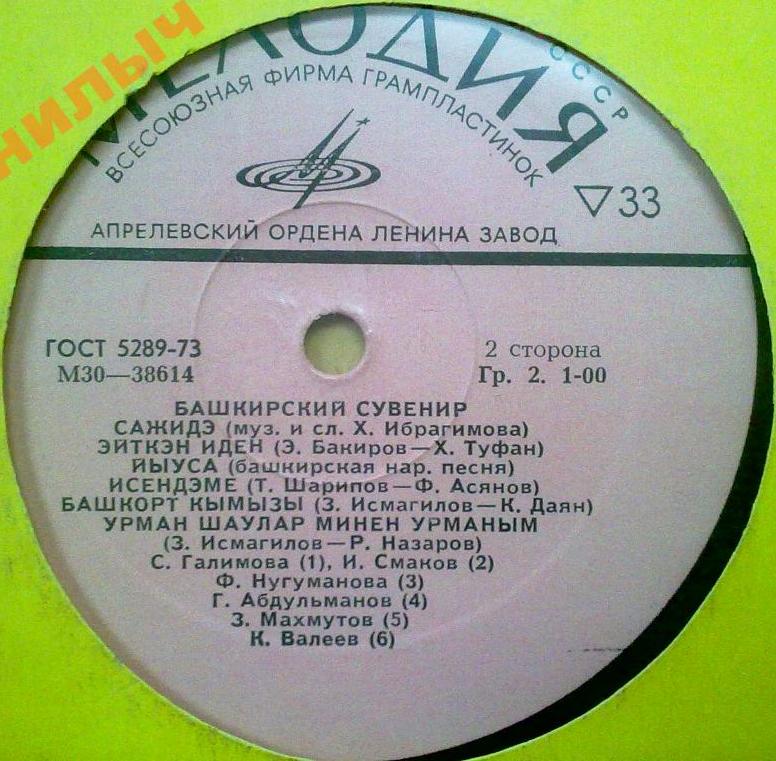 нилыч
МЕЛОДИЯ
СССР
ВСЕСОЮЗНАЯ ФИРМА ГРАМПЛАСТИНОК
▽33
АПРЕЛЕВСКИЙ ОРДЕНА ЛЕНИНА ЗАВОД
ГОСТ 5289-73
М30—38614
2 сторона
Гр. 2. 1-00
БАШКИРСКИЙ СУВЕНИР
САЖИДЭ (муз. и сл. Х. Ибрагимова)
ЭЙТКЭН ИДЕН (Э. Бакиров—Х. Туфан)
ЙЫУСА (башкирская нар. песня)
ИСЕНДЭМЕ (Т. Шарипов—Ф. Асянов)
БАШКОРТ КЫМЫЗЫ (З. Исмагилов—К. Даян)
УРМАН ШАУЛАР МИНЕН УРМАНЫМ
(З. Исмагилов—Р. Назаров)
С. Галимова (1), И. Смаков (2)
Ф. Нугуманова (3)
Г. Абдульманов (4)
З. Махмутов (5)
К. Валеев (6)